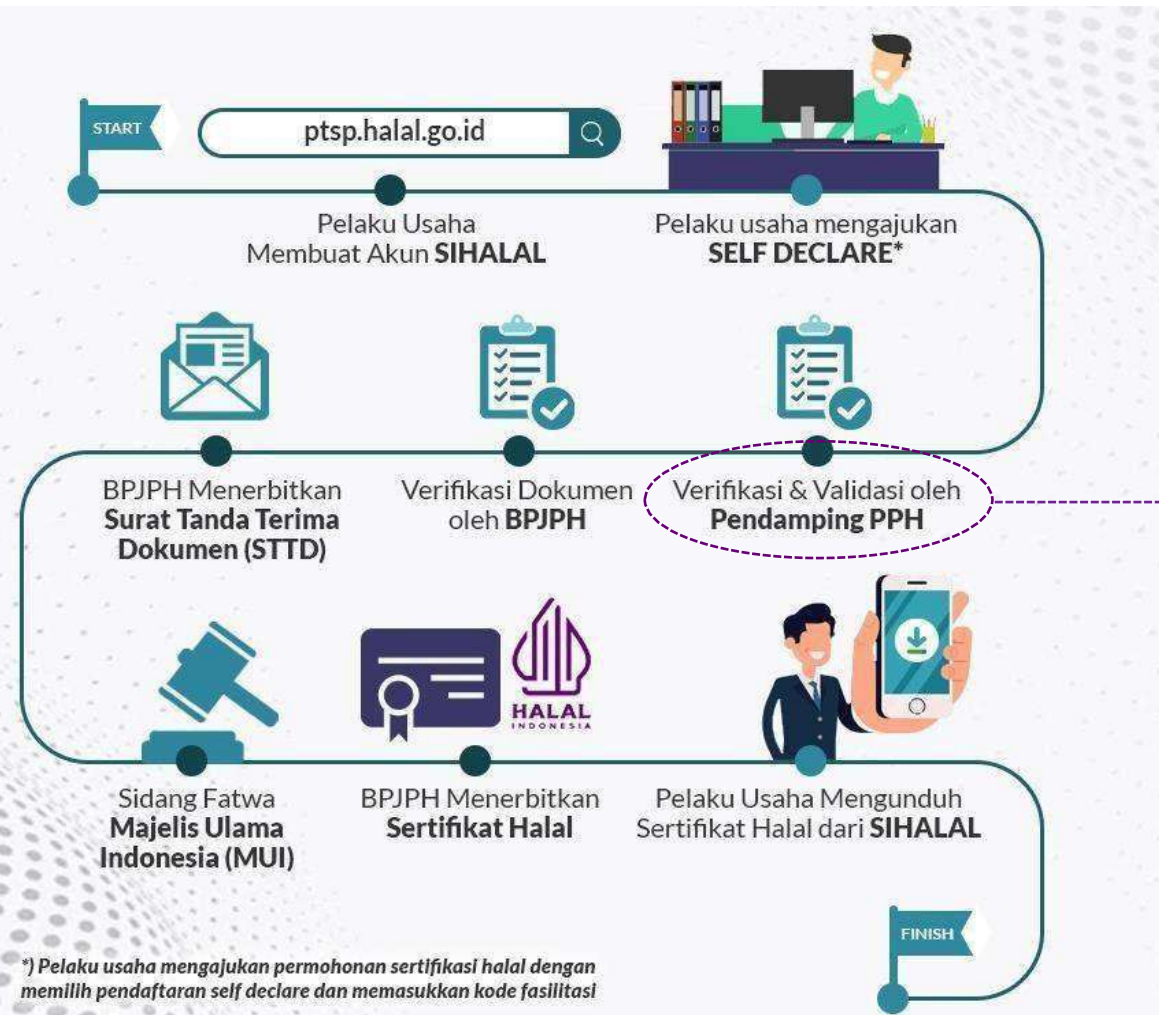 START
ptsp.halal.go.id
Pelaku Usaha
Membuat Akun SIHALAL
Pelaku usaha mengajukan
SELF DECLARE*
Verifikasi & Validasi oleh
Pendamping PPH
Verifikasi Dokumen
oleh BPJPH
BPJPH Menerbitkan
Surat Tanda Terima
Dokumen (STTD)
Sidang Fatwa
Majelis Ulama
Indonesia (MUI)
HALAL
INDONESIA
BPJPH Menerbitkan
Sertifikat Halal
Pelaku Usaha Mengunduh
Sertifikat Halal dari SIHALAL
FINISH
*) Pelaku usaha mengajukan permohonan sertifikasi halal dengan
memilih pendaftaran self declare dan memasukkan kode fasilitasi